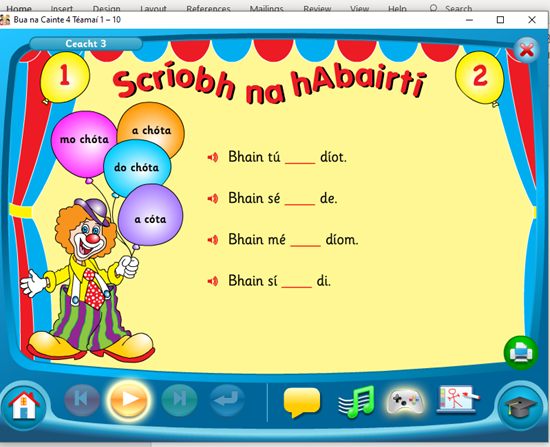 Home Insert Design Layout References Mailings Review View Help Search
Bua na Cainte 4 Téamaí 1 – 10
Ceacht 3
1
Scríobh na hAbairtí
2
mo chóta
a chóta
do chóta
a cóta
Bhain tú ____ díot.
Bhain sé ____ de.
Bhain mé ____ díom.
Bhain sí ____ di.